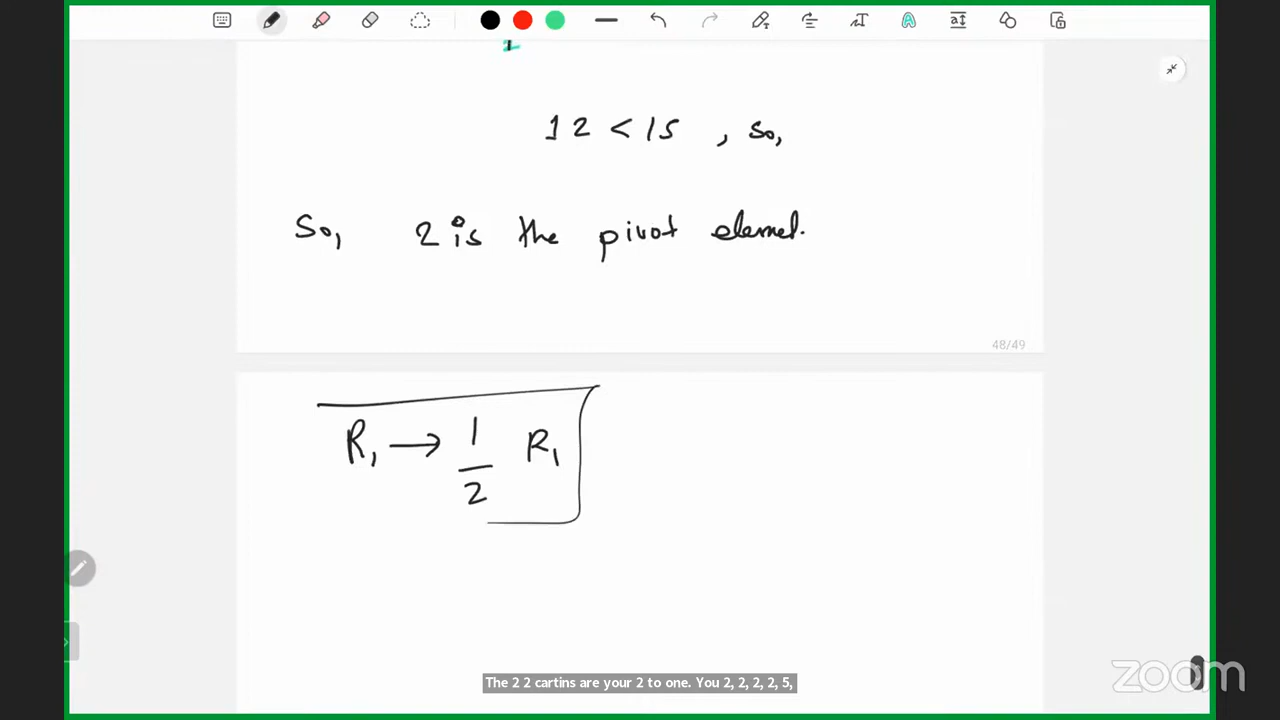 12 < 15 , so,
So, 2 is the pivot element.
48/49
R₁ → 1/2 R₁
The 2 2 cartins are your 2 to one. You 2, 2, 2, 2, 5,
zoom